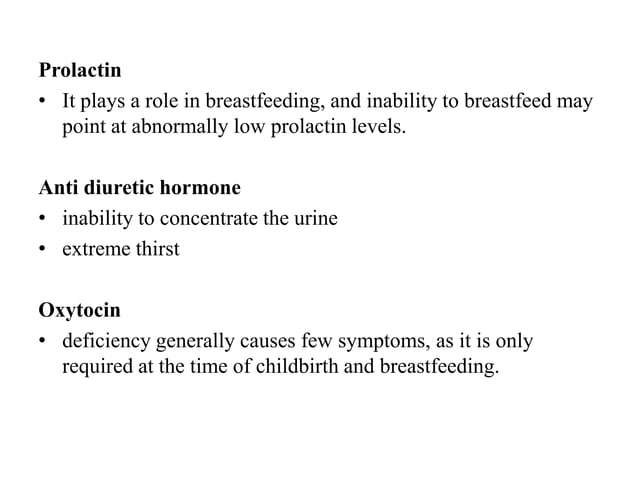 Prolactin
• It plays a role in breastfeeding, and inability to breastfeed may
point at abnormally low prolactin levels.
Anti diuretic hormone
• inability to concentrate the urine
• extreme thirst
Oxytocin
• deficiency generally causes few symptoms, as it is only
required at the time of childbirth and breastfeeding.